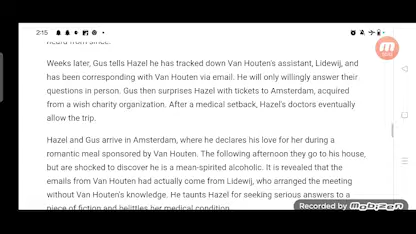 2:15
heard from since.
Weeks later, Gus tells Hazel he has tracked down Van Houten's assistant, Lidewij, and
has been corresponding with Van Houten via email. He will only willingly answer their
questions in person. Gus then surprises Hazel with tickets to Amsterdam, acquired
from a wish charity organization. After a medical setback, Hazel's doctors eventually
allow the trip.
Hazel and Gus arrive in Amsterdam, where he declares his love for her during a
romantic meal sponsored by Van Houten. The following afternoon they go to his house,
but are shocked to discover he is a mean-spirited alcoholic. It is revealed that the
emails from Van Houten had actually come from Lidewij, who arranged the meeting
without Van Houten's knowledge. He taunts Hazel for seeking serious answers to a
piece of fiction and belittles her medical condition.
Recorded by Mobizen